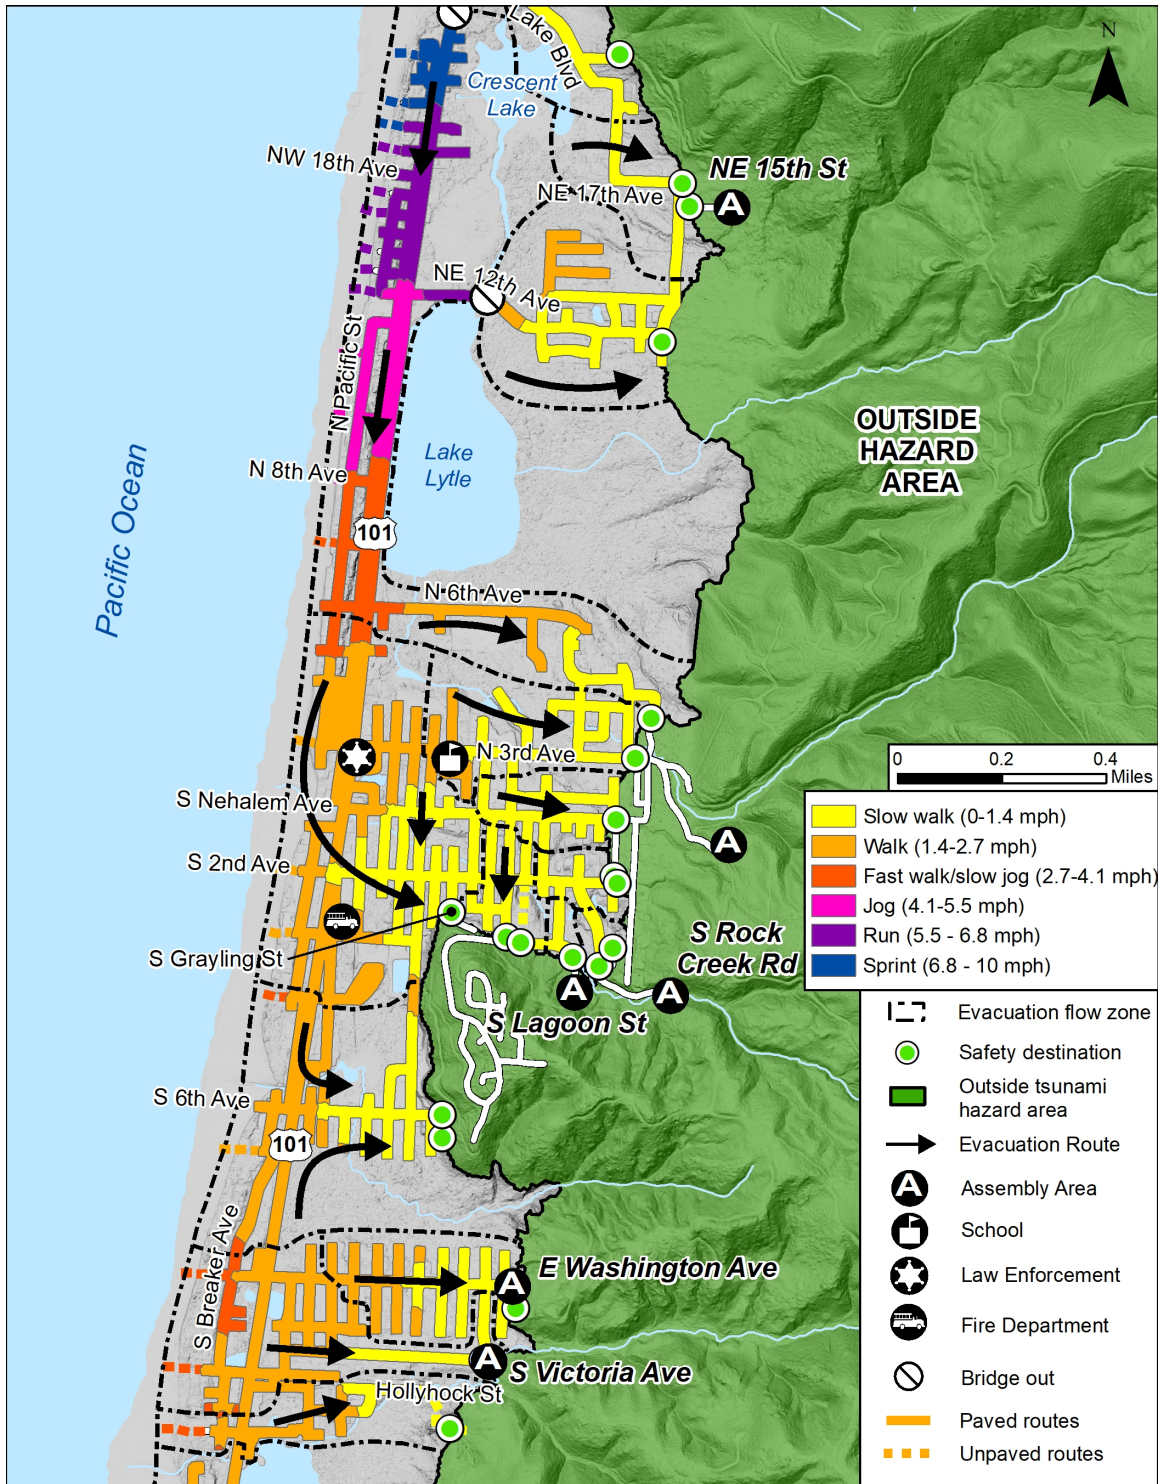 N
Lake Blvd
Crescent
Lake
NW 18th Ave
NE 15th St
NE 17th Ave
A
NE 12th Ave
N Pacific St
OUTSIDE
HAZARD
AREA
Lake
Lytle
N 8th Ave
101
Pacific Ocean
N 6th Ave
N 3rd Ave
0 0.2 0.4
Miles
S Nehalem Ave
A
S 2nd Ave
S Grayling St
S Rock
Creek Rd
A
A
S Lagoon St
S 6th Ave
101
S Breaker Ave
E Washington Ave
A
A
S Victoria Ave
Hollyhock St
Slow walk (0-1.4 mph)
Walk (1.4-2.7 mph)
Fast walk/slow jog (2.7-4.1 mph)
Jog (4.1-5.5 mph)
Run (5.5 - 6.8 mph)
Sprint (6.8 - 10 mph)
Evacuation flow zone
Safety destination
Outside tsunami
hazard area
Evacuation Route
A Assembly Area
School
Law Enforcement
Fire Department
Bridge out
Paved routes
Unpaved routes